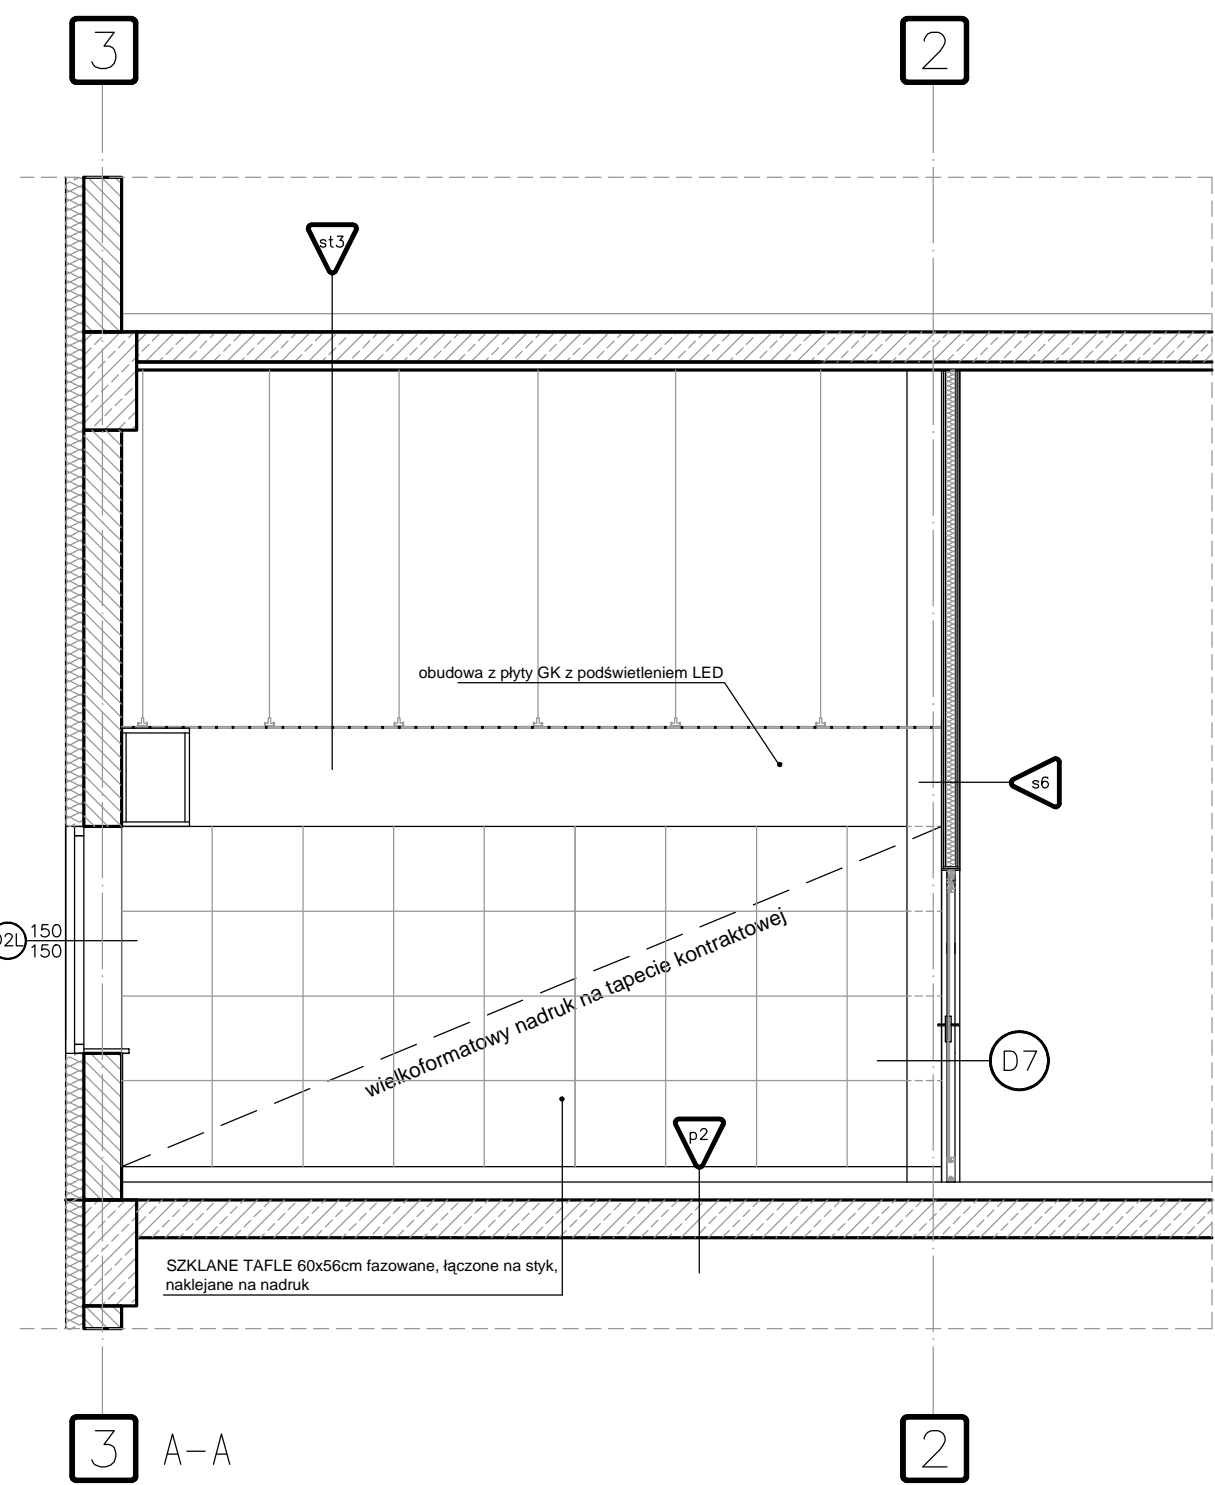 3
2
st3
obudowa z płyty GK z podświetleniem LED
s6
150
150
wielkoformatowy nadruk na tapecie kontraktowej
D7
p2
SZKLANE TAFLE 60x56cm fazowane, łączone na styk,
naklejane na nadruk
3
A-A
2